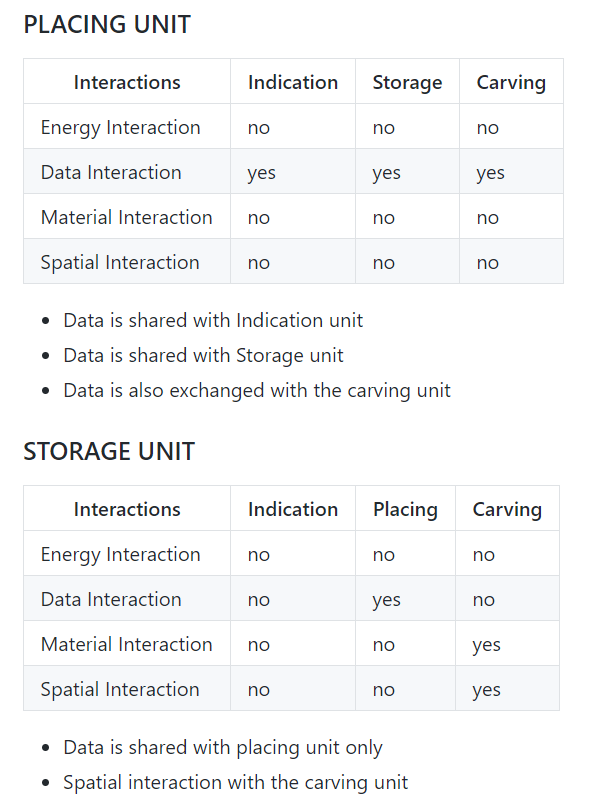 PLACING UNIT
Interactions Indication Storage Carving
Energy Interaction no no no
Data Interaction yes yes yes
Material Interaction no no no
Spatial Interaction no no no
Data is shared with Indication unit
Data is shared with Storage unit
Data is also exchanged with the carving unit
STORAGE UNIT
Interactions Indication Placing Carving
Energy Interaction no no no
Data Interaction no yes no
Material Interaction no no yes
Spatial Interaction no no yes
Data is shared with placing unit only
Spatial interaction with the carving unit